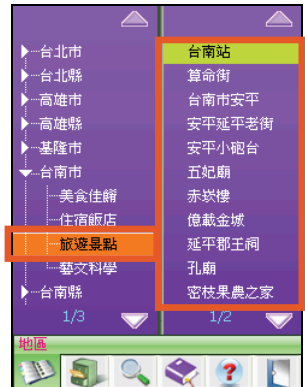 台北市
台北縣
高雄市
高雄縣
基隆市
台南市
美食佳餚
住宿飯店
旅遊景點
藝文科學
台南縣
1/3
台南站
算命街
台南市安平
安平延平老街
安平小砲台
五妃廟
赤崁樓
億載金城
延平郡王祠
孔廟
密枝果農之家
1/2
地區